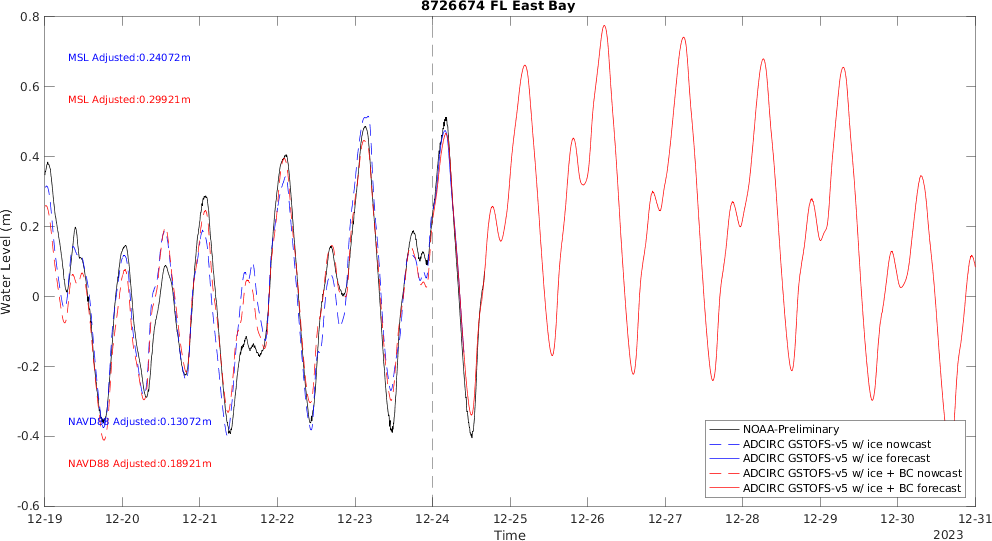 8726674 FL East Bay
0.8
0.6
0.4
0.2
0
-0.2
-0.4
-0.6
Water Level (m)
MSL Adjusted:0.24072m
MSL Adjusted:0.29921m
NAVD88 Adjusted:0.13072m
NAVD88 Adjusted:0.18921m
NOAA-Preliminary
ADCIRC GSTOFS-v5 w/ ice nowcast
ADCIRC GSTOFS-v5 w/ ice forecast
ADCIRC GSTOFS-v5 w/ice + BC nowcast
ADCIRC GSTOFS-v5 w/ice + BC forecast
12-19 12-20 12-21 12-22 12-23 12-24 12-25 12-26 12-27 12-28 12-29 12-30 12-31
Time
2023